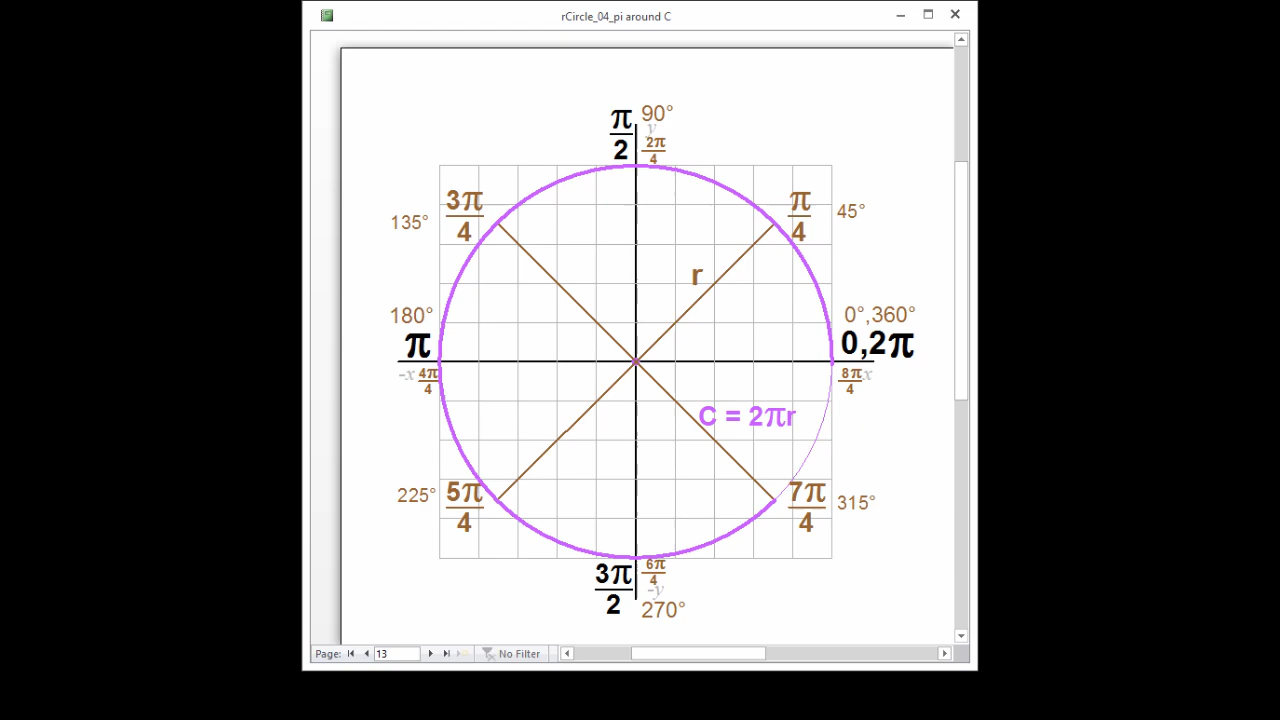 rCircle_04_pi around C
π/2 90°
y
2π/4
3π/4
135°
π/4
45°
r
180°
π
-x 4π/4
0°,360°
0,2π
8π/4 x
C = 2πr
225°
5π/4
7π/4
315°
3π/2
6π/4
-y
270°
Page: 13 No Filter